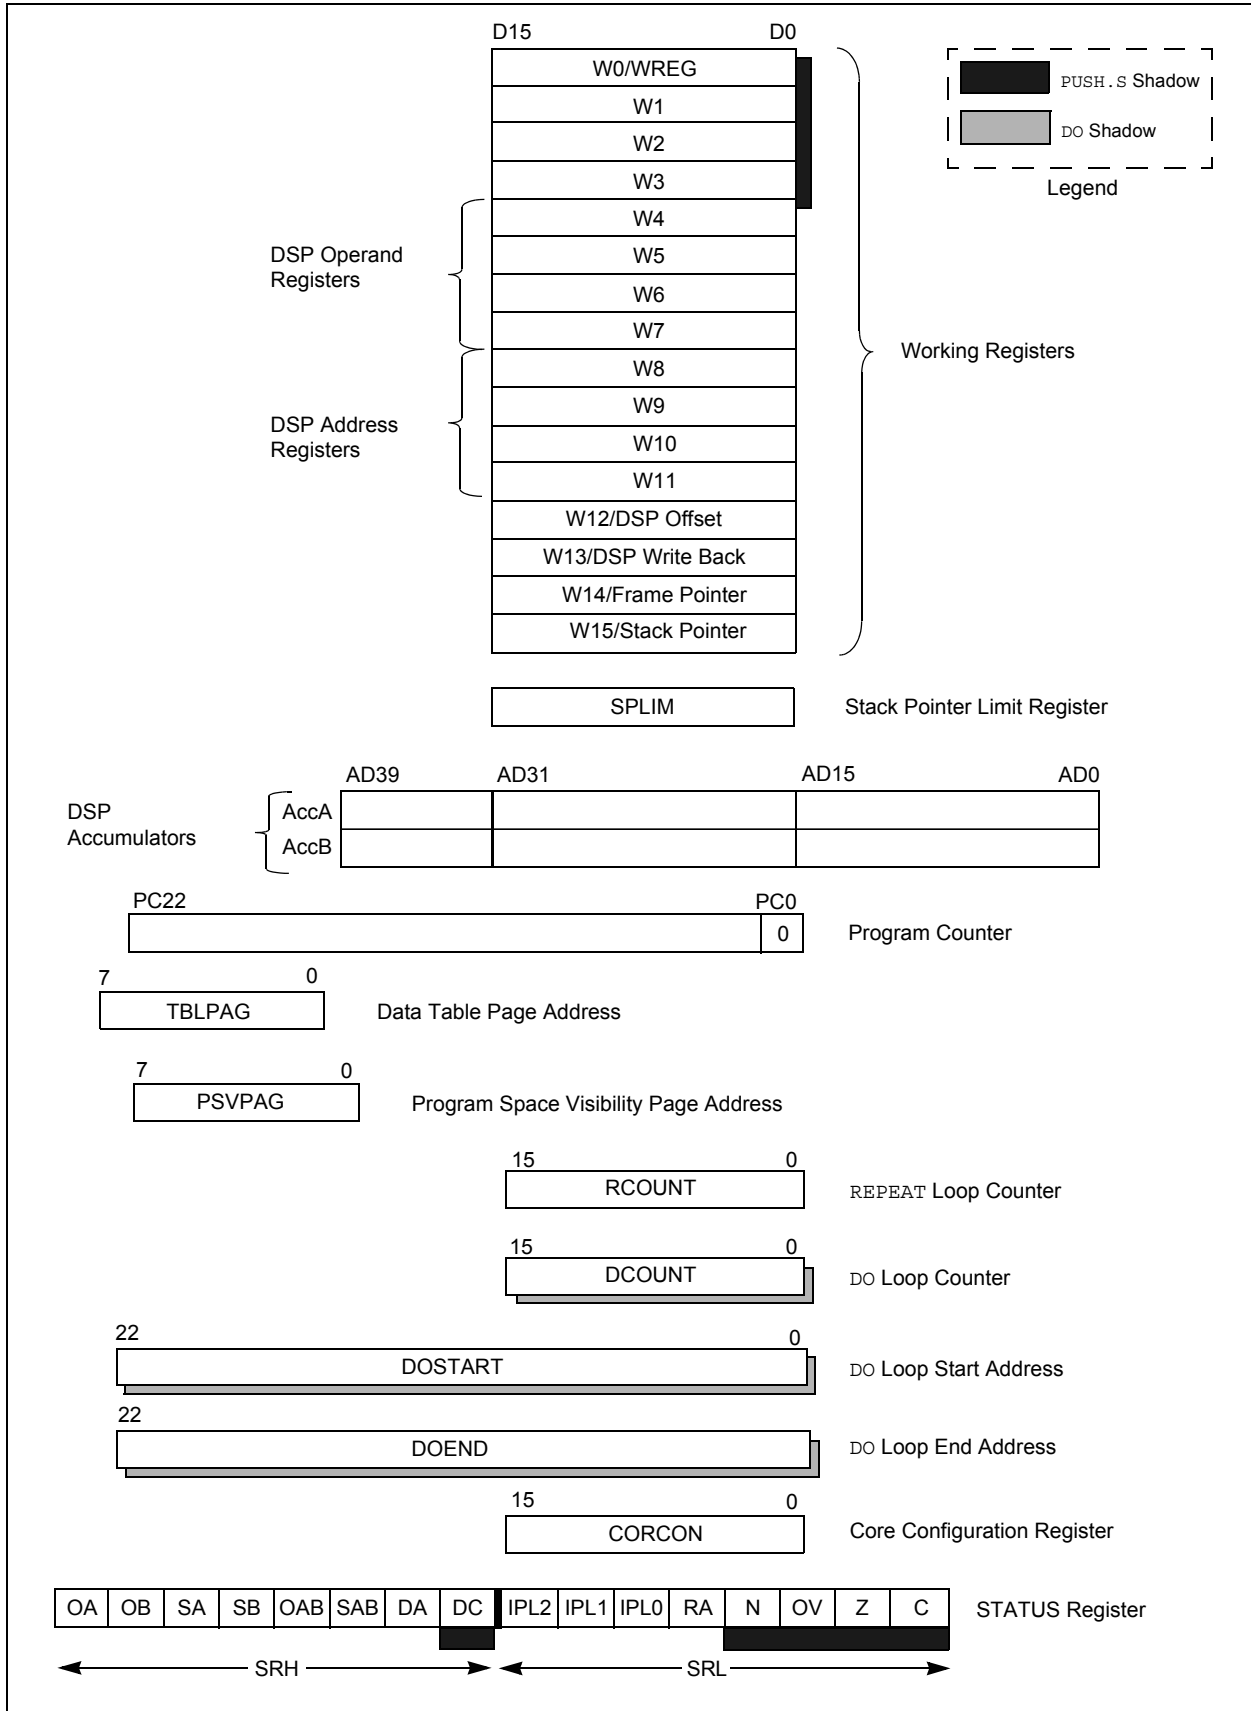 D15 D0
W0/WREG
PUSH.S Shadow
W1
DO Shadow
W2
W3
Legend
W4
DSP Operand
Registers
W5
W6
W7
Working Registers
W8
W9
DSP Address
Registers
W10
W11
W12/DSP Offset
W13/DSP Write Back
W14/Frame Pointer
W15/Stack Pointer
SPLIM Stack Pointer Limit Register
AD39 AD31 AD15 AD0
DSP
Accumulators
AccA
AccB
PC22 PC0
0 Program Counter
7 0
TBLPAG Data Table Page Address
7 0
PSVPAG Program Space Visibility Page Address
15 0
RCOUNT REPEAT Loop Counter
15 0
DCOUNT DO Loop Counter
22 0
DOSTART DO Loop Start Address
22
DOEND DO Loop End Address
15 0
CORCON Core Configuration Register
OA OB SA SB OAB SAB DA DC IPL2 IPL1 IPL0 RA N OV Z C STATUS Register
SRH SRL